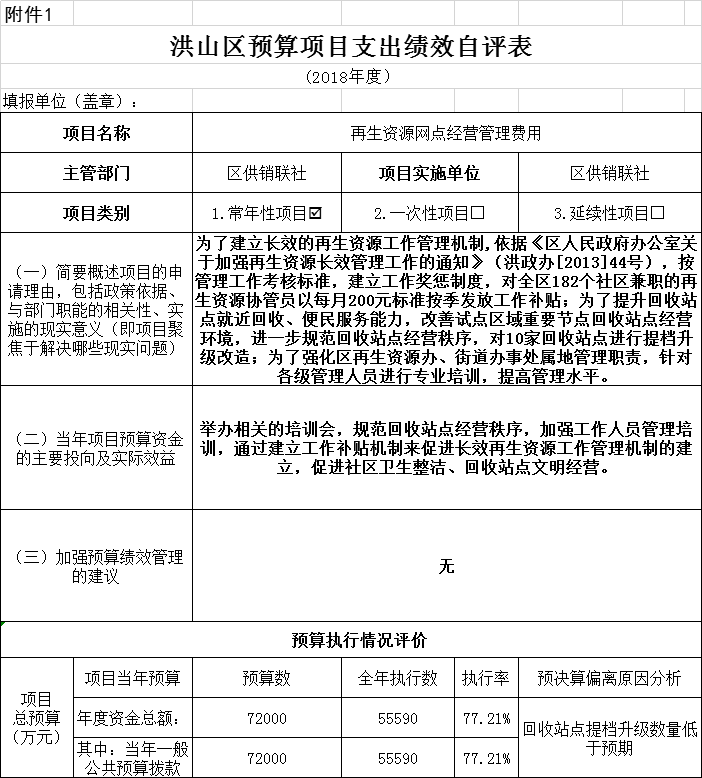 附件1
洪山区预算项目支出绩效自评表
(2018年度)
填报单位（盖章）:
项目名称
再生资源网点经营管理费用
主管部门
区供销联社
项目实施单位
区供销联社
项目类别
1.常年性项目☑
2.一次性项目□
3.延续性项目□
（一）简要概述项目的申
请理由，包括政策依据、
与部门职能的相关性、实
施的现实意义（即项目聚
焦于解决哪些现实问题）
为了建立长效的再生资源工作管理机制,依据《区人民政府办公室关
于加强再生资源长效管理工作的通知》（洪政办[2013]44号），按
管理工作考核标准，建立工作奖惩制度，对全区182个社区兼职的再
生资源协管员以每月200元标准按季发放工作补贴；为了提升回收站
点就近回收、便民服务能力，改善试点区域重要节点回收站点经营
环境，进一步规范回收站点经营秩序，对10家回收站点进行提档升
级改造；为了强化区再生资源办、街道办事处属地管理职责，针对
各级管理人员进行专业培训，提高管理水平。
（二）当年项目预算资金
的主要投向及实际效益
举办相关的培训会，规范回收站点经营秩序，加强工作人员管理培
训，通过建立工作补贴机制来促进长效再生资源工作管理机制的建
立，促进社区卫生整洁、回收站点文明经营。
（三）加强预算绩效管理
的建议
无
预算执行情况评价
项目
总预算
（万元）
项目当年预算
预算数
全年执行数
执行率
预决算偏离原因分析
年度资金总额:
72000
55590
77.21%
回收站点提档升级数量低
于预期
其中:当年一般
公共预算拨款
72000
55590
77.21%